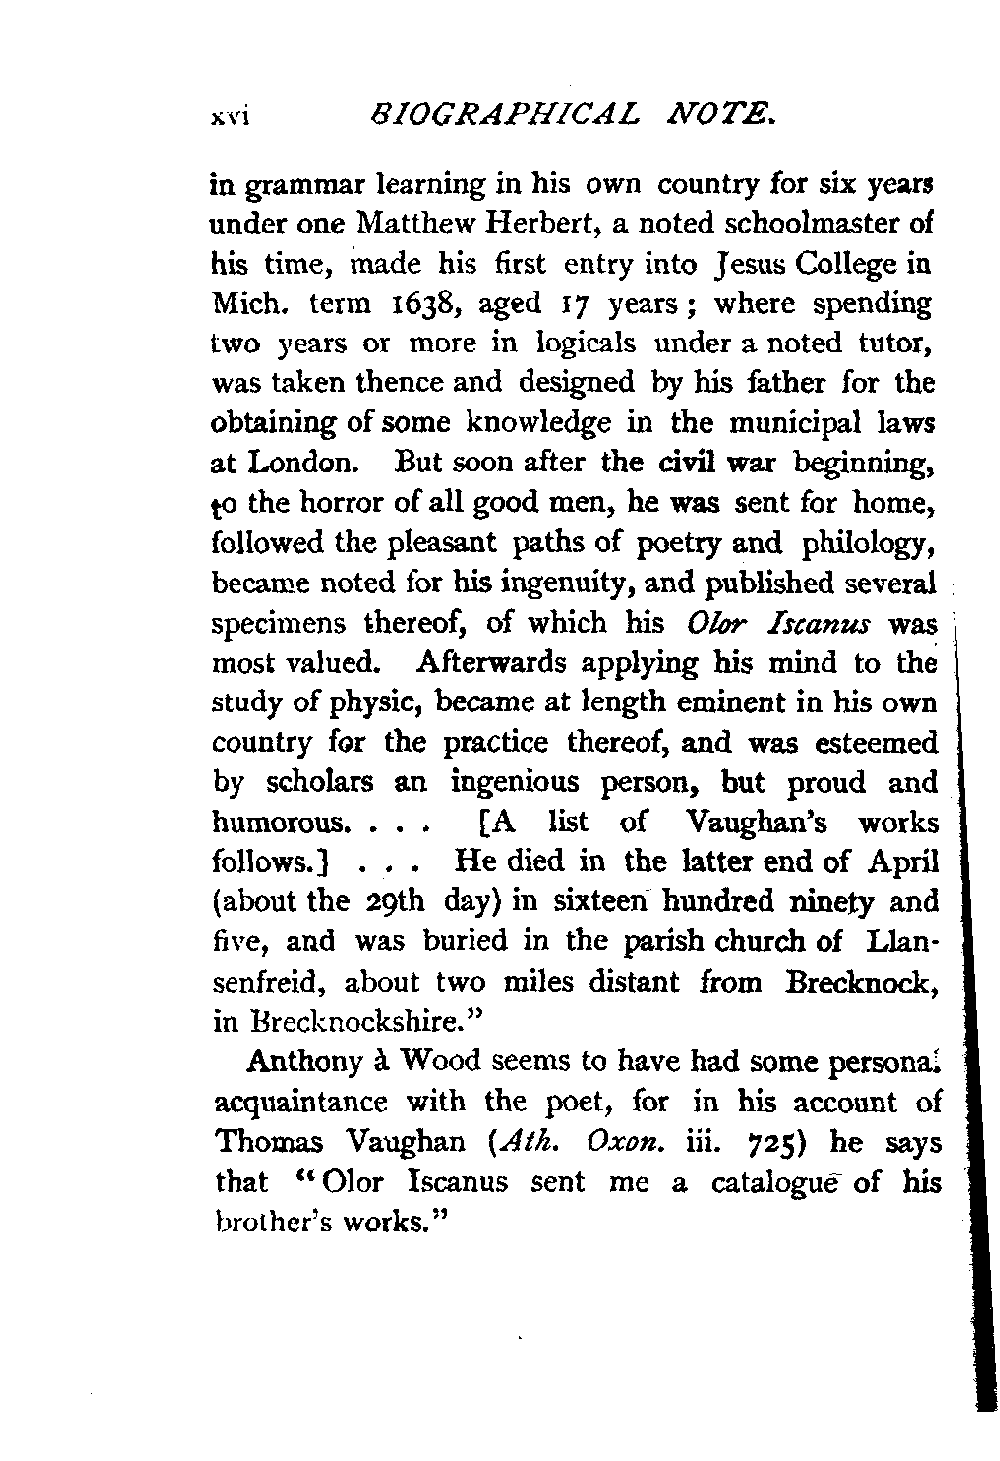 xvi BIOGRAPHICAL NOTE.
in grammar learning in his own country for six years
under one Matthew Herbert, a noted schoolmaster of
his time, made his first entry into Jesus College in
Mich. term 1638, aged 17 years ; where spending
two years or more in logicals under a noted tutor,
was taken thence and designed by his father for the
obtaining of some knowledge in the municipal laws
at London. But soon after the civil war beginning,
to the horror of all good men, he was sent for home,
followed the pleasant paths of poetry and philology,
became noted for his ingenuity, and published several
specimens thereof, of which his Olor Iscanus was
most valued. Afterwards applying his mind to the
study of physic, became at length eminent in his own
country for the practice thereof, and was esteemed
by scholars an ingenious person, but proud and
humorous. . . . [A list of Vaughan's works
follows.] . . . He died in the latter end of April
(about the 29th day) in sixteen hundred ninety and
five, and was buried in the parish church of Llan-
senfreid, about two miles distant from Brecknock,
in Brecknockshire."
Anthony à Wood seems to have had some personal
acquaintance with the poet, for in his account of
Thomas Vaughan (Ath. Oxon. iii. 725) he says
that "Olor Iscanus sent me a catalogue of his
brother's works."